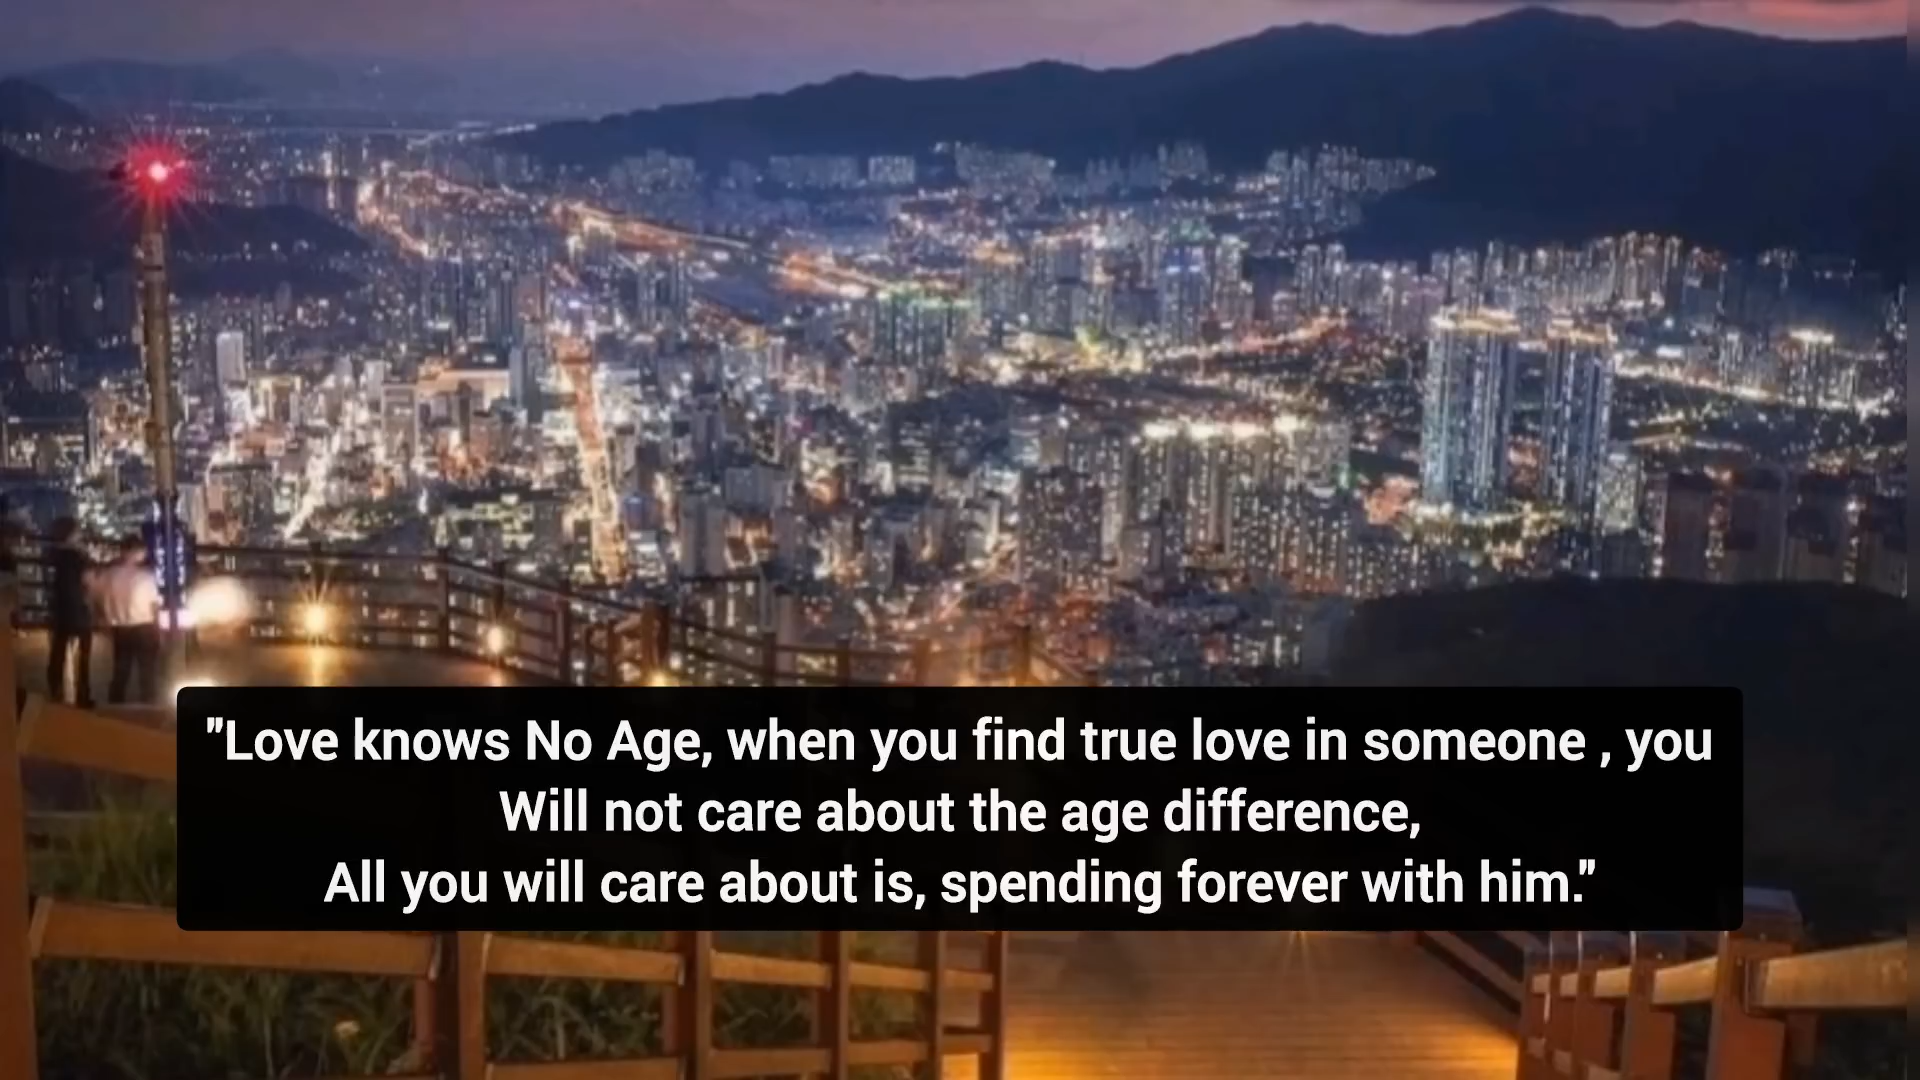 "Love knows No Age, when you find true love in someone , you
Will not care about the age difference,
All you will care about is, spending forever with him."